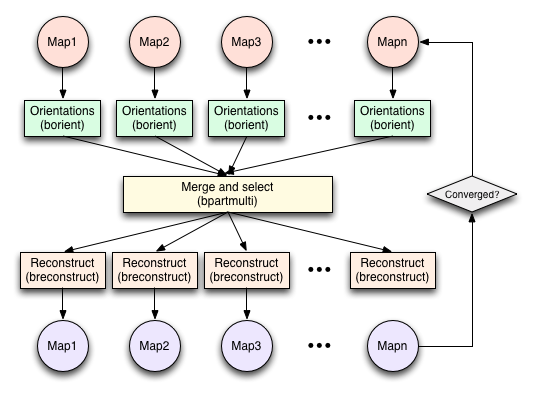 Map1 Map2 Map3 ••• Mapn
Orientations Orientations Orientations ••• Orientations
(borient) (borient) (borient) (borient)
Merge and select
(bpartmulti)
Converged?
Reconstruct Reconstruct Reconstruct ••• Reconstruct
(breconstruct) (breconstruct) (breconstruct) (breconstruct)
Map1 Map2 Map3 ••• Mapn